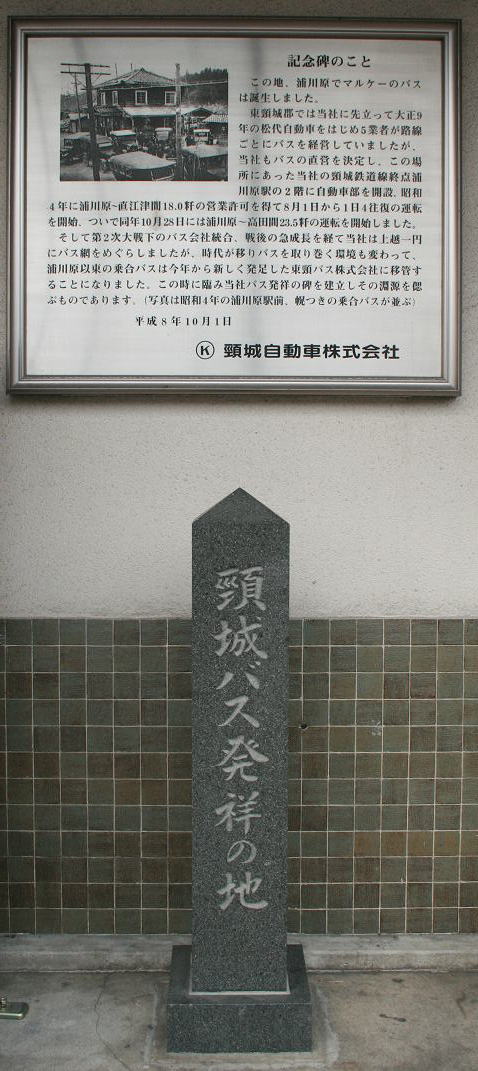 記念碑のこと
この地、浦川原でマルケーのバス
は誕生しました。
東頸城郡では当社に先立って大正9
年の松代自動車をはじめ5業者が路線
ごとにバスを経営していましたが、
当社もバスの直営を決定し、この場
所にあった当社の頸城鉄道線終点浦
川原駅の2階に自動車部を開設、昭和
4年に浦川原~直江津間18.0粁の営業許可を得て8月1日から1日4往復の運転
を開始、ついで同年10月28日には浦川原~高田間23.5粁の運転を開始しました。
そして第2次大戦下のバス会社統合、戦後の急成長を経て当社は上越一円
にバス網をめぐらしましたが、時代が移りバスを取り巻く環境も変わって、
浦川原以東の乗合バスは今年から新しく発足した東頸バス株式会社に移管す
ることになりました。この時に臨み当社バス発祥の碑を建立しその淵源を偲
ぶものであります。(写真は昭和4年の浦川原駅前、幌つきの乗合バスが並ぶ)
平成8年10月1日
Ⓚ 頸城自動車株式会社
頸城バス発祥の地